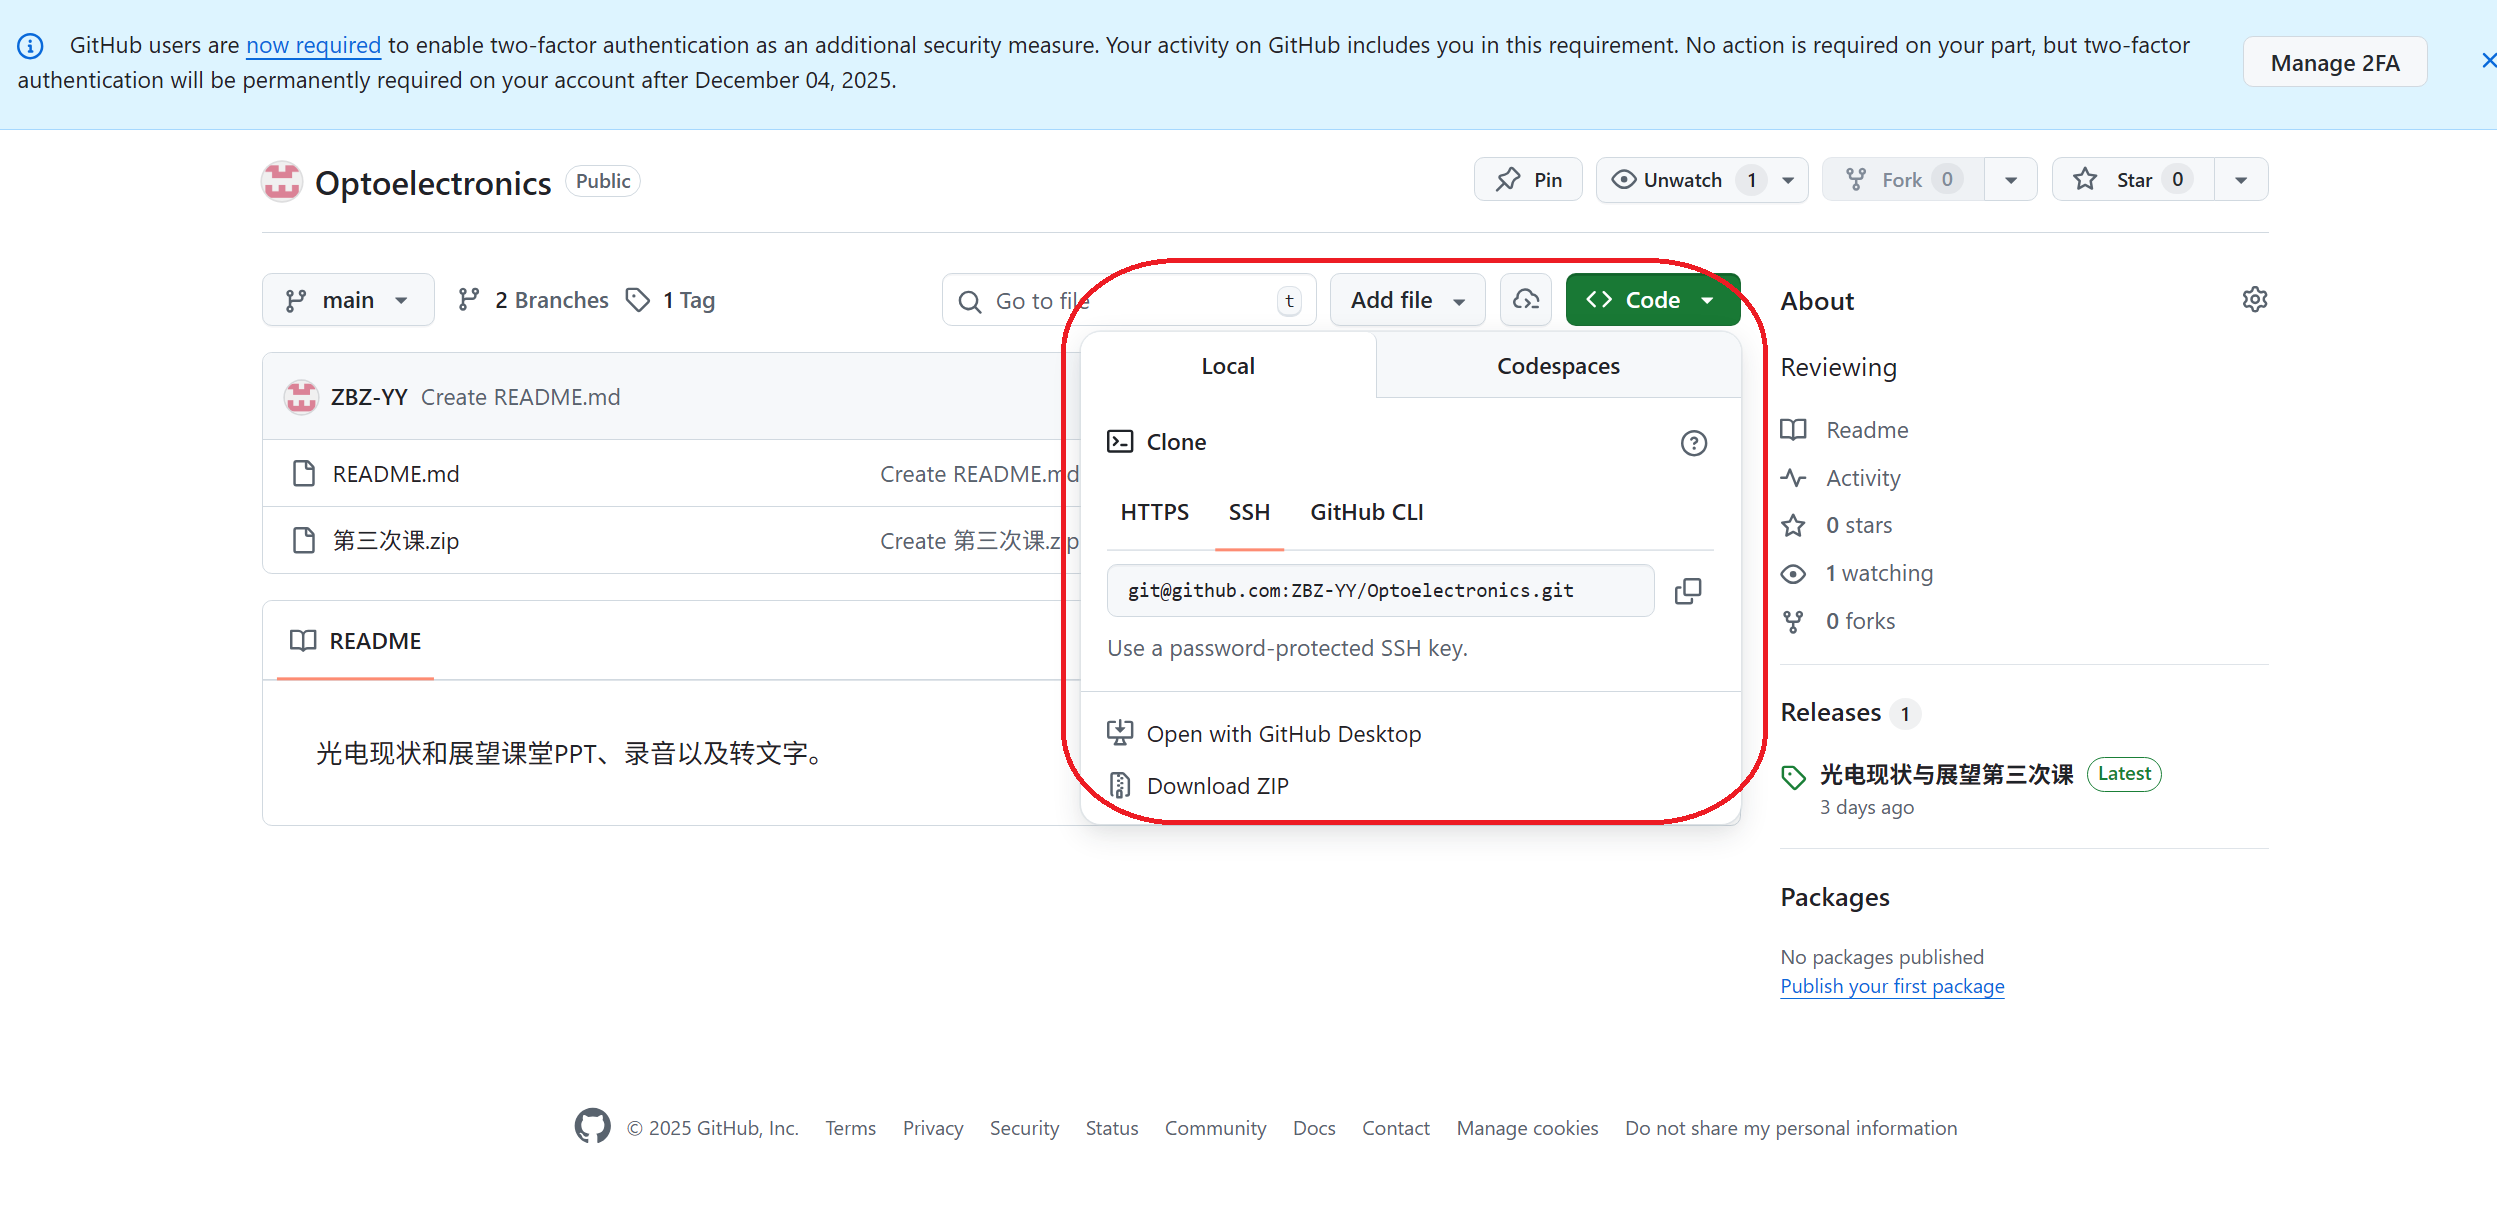 GitHub users are now required to enable two-factor authentication as an additional security measure. Your activity on GitHub includes you in this requirement. No action is required on your part, but two-factor
authentication will be permanently required on your account after December 04, 2025.
Manage 2FA
Optoelectronics Public
Pin
Unwatch 1
Fork 0
Star 0
main
2 Branches
1 Tag
Go to file t
Add file
Code
Local
Codespaces
Clone
HTTPS
SSH
GitHub CLI
git@github.com:ZBZ-YY/Optoelectronics.git
Use a password-protected SSH key.
Open with GitHub Desktop
Download ZIP
ZBZ-YY Create README.md
README.md Create README.md
第三次课.zip Create 第三次课.zip
README
光电现状和展望课堂PPT、录音以及转文字。
About
Reviewing
Readme
Activity
0 stars
1 watching
0 forks
Releases 1
光电现状与展望第三次课 Latest
3 days ago
Packages
No packages published
Publish your first package
© 2025 GitHub, Inc. Terms Privacy Security Status Community Docs Contact Manage cookies Do not share my personal information